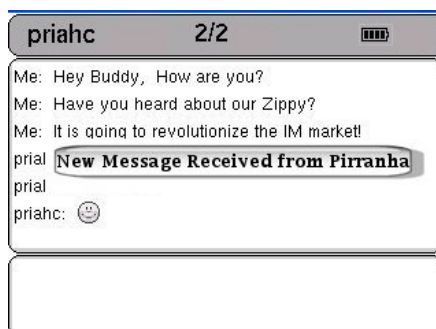 priahc 2/2
Me: Hey Buddy, How are you?
Me: Have you heard about our Zippy?
Me: It is going to revolutionize the IM market!
prial New Message Received from Pirranha
prial
priahc: